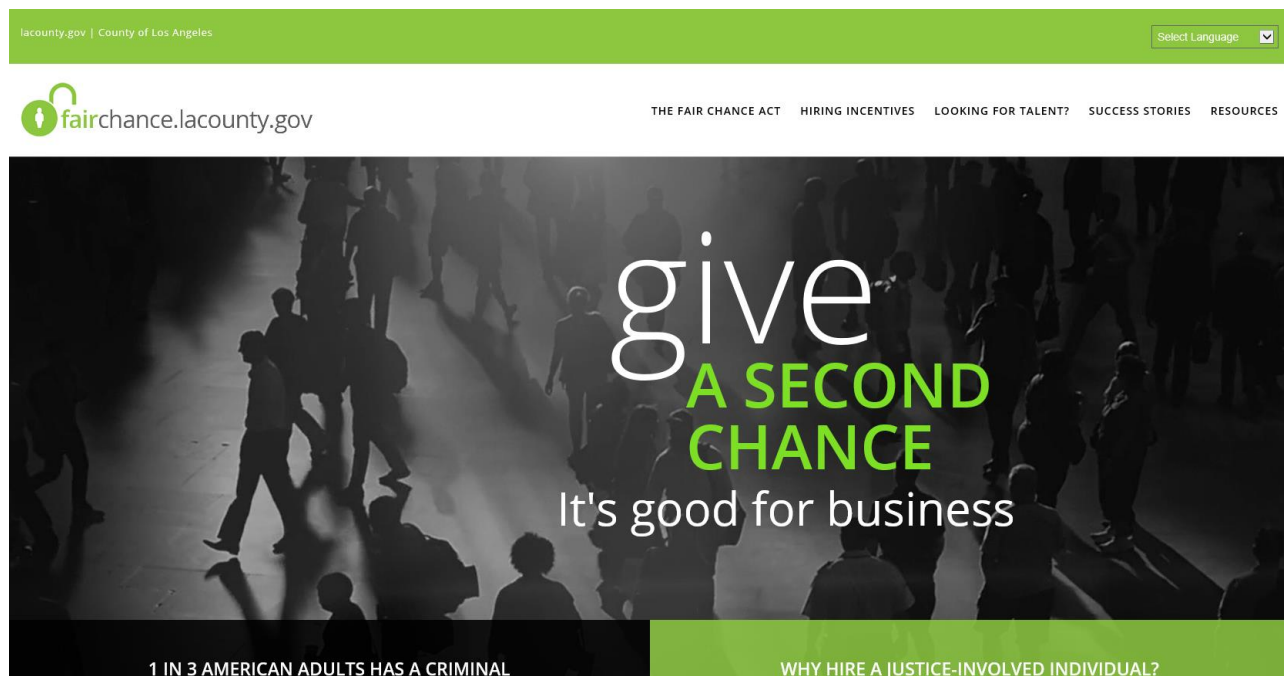 lacounty.gov | County of Los Angeles
Select Language
fairchance.lacounty.gov
THE FAIR CHANCE ACT HIRING INCENTIVES LOOKING FOR TALENT? SUCCESS STORIES RESOURCES
give
A SECOND
CHANCE
It's good for business
1 IN 3 AMERICAN ADULTS HAS A CRIMINAL
WHY HIRE A JUSTICE-INVOLVED INDIVIDUAL?